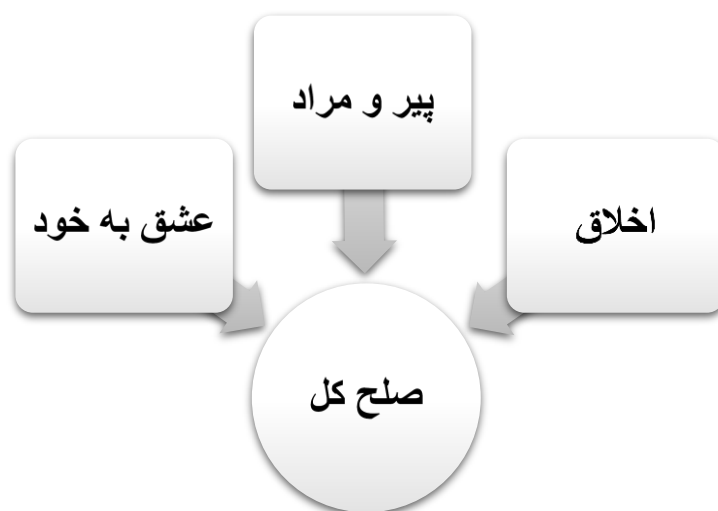 پیر و مراد
اخلاق
عشق به خود
صلح کل